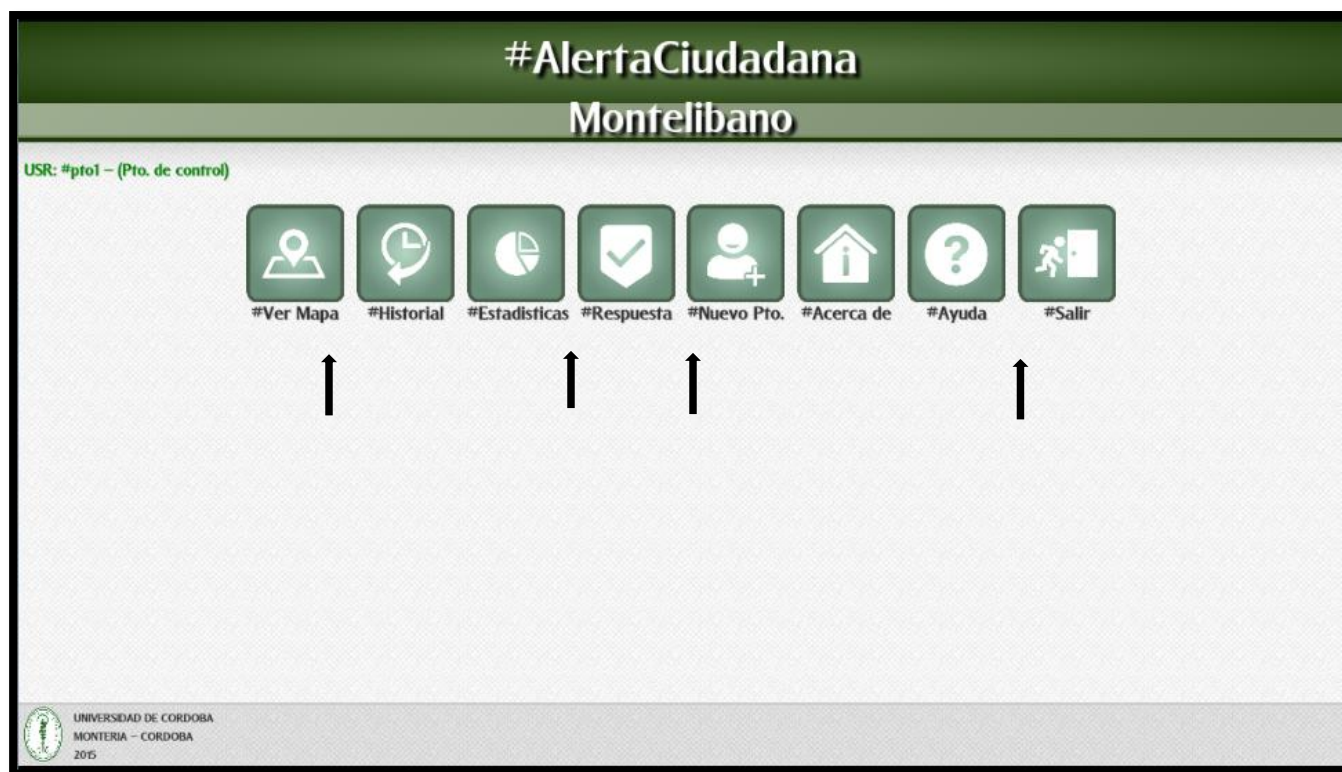 #AlertaCiudadana
Montelibano
USR: #pto1 – (Pto. de control)
#Ver Mapa #Historial #Estadisticas #Respuesta #Nuevo Pto. #Acerca de #Ayuda #Salir
UNIVERSIDAD DE CORDOBA
MONTERIA – CORDOBA
2015